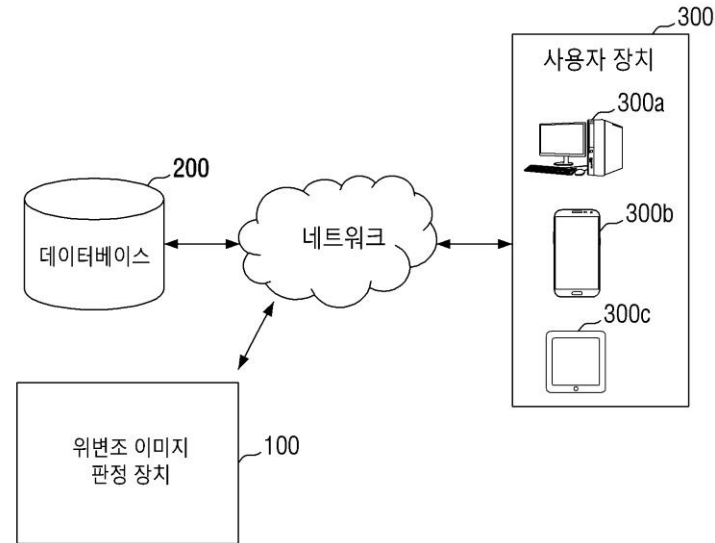 300
사용자 장치
300a
200
300b
네트워크
데이터베이스
300c
위변조 이미지
판정 장치
100